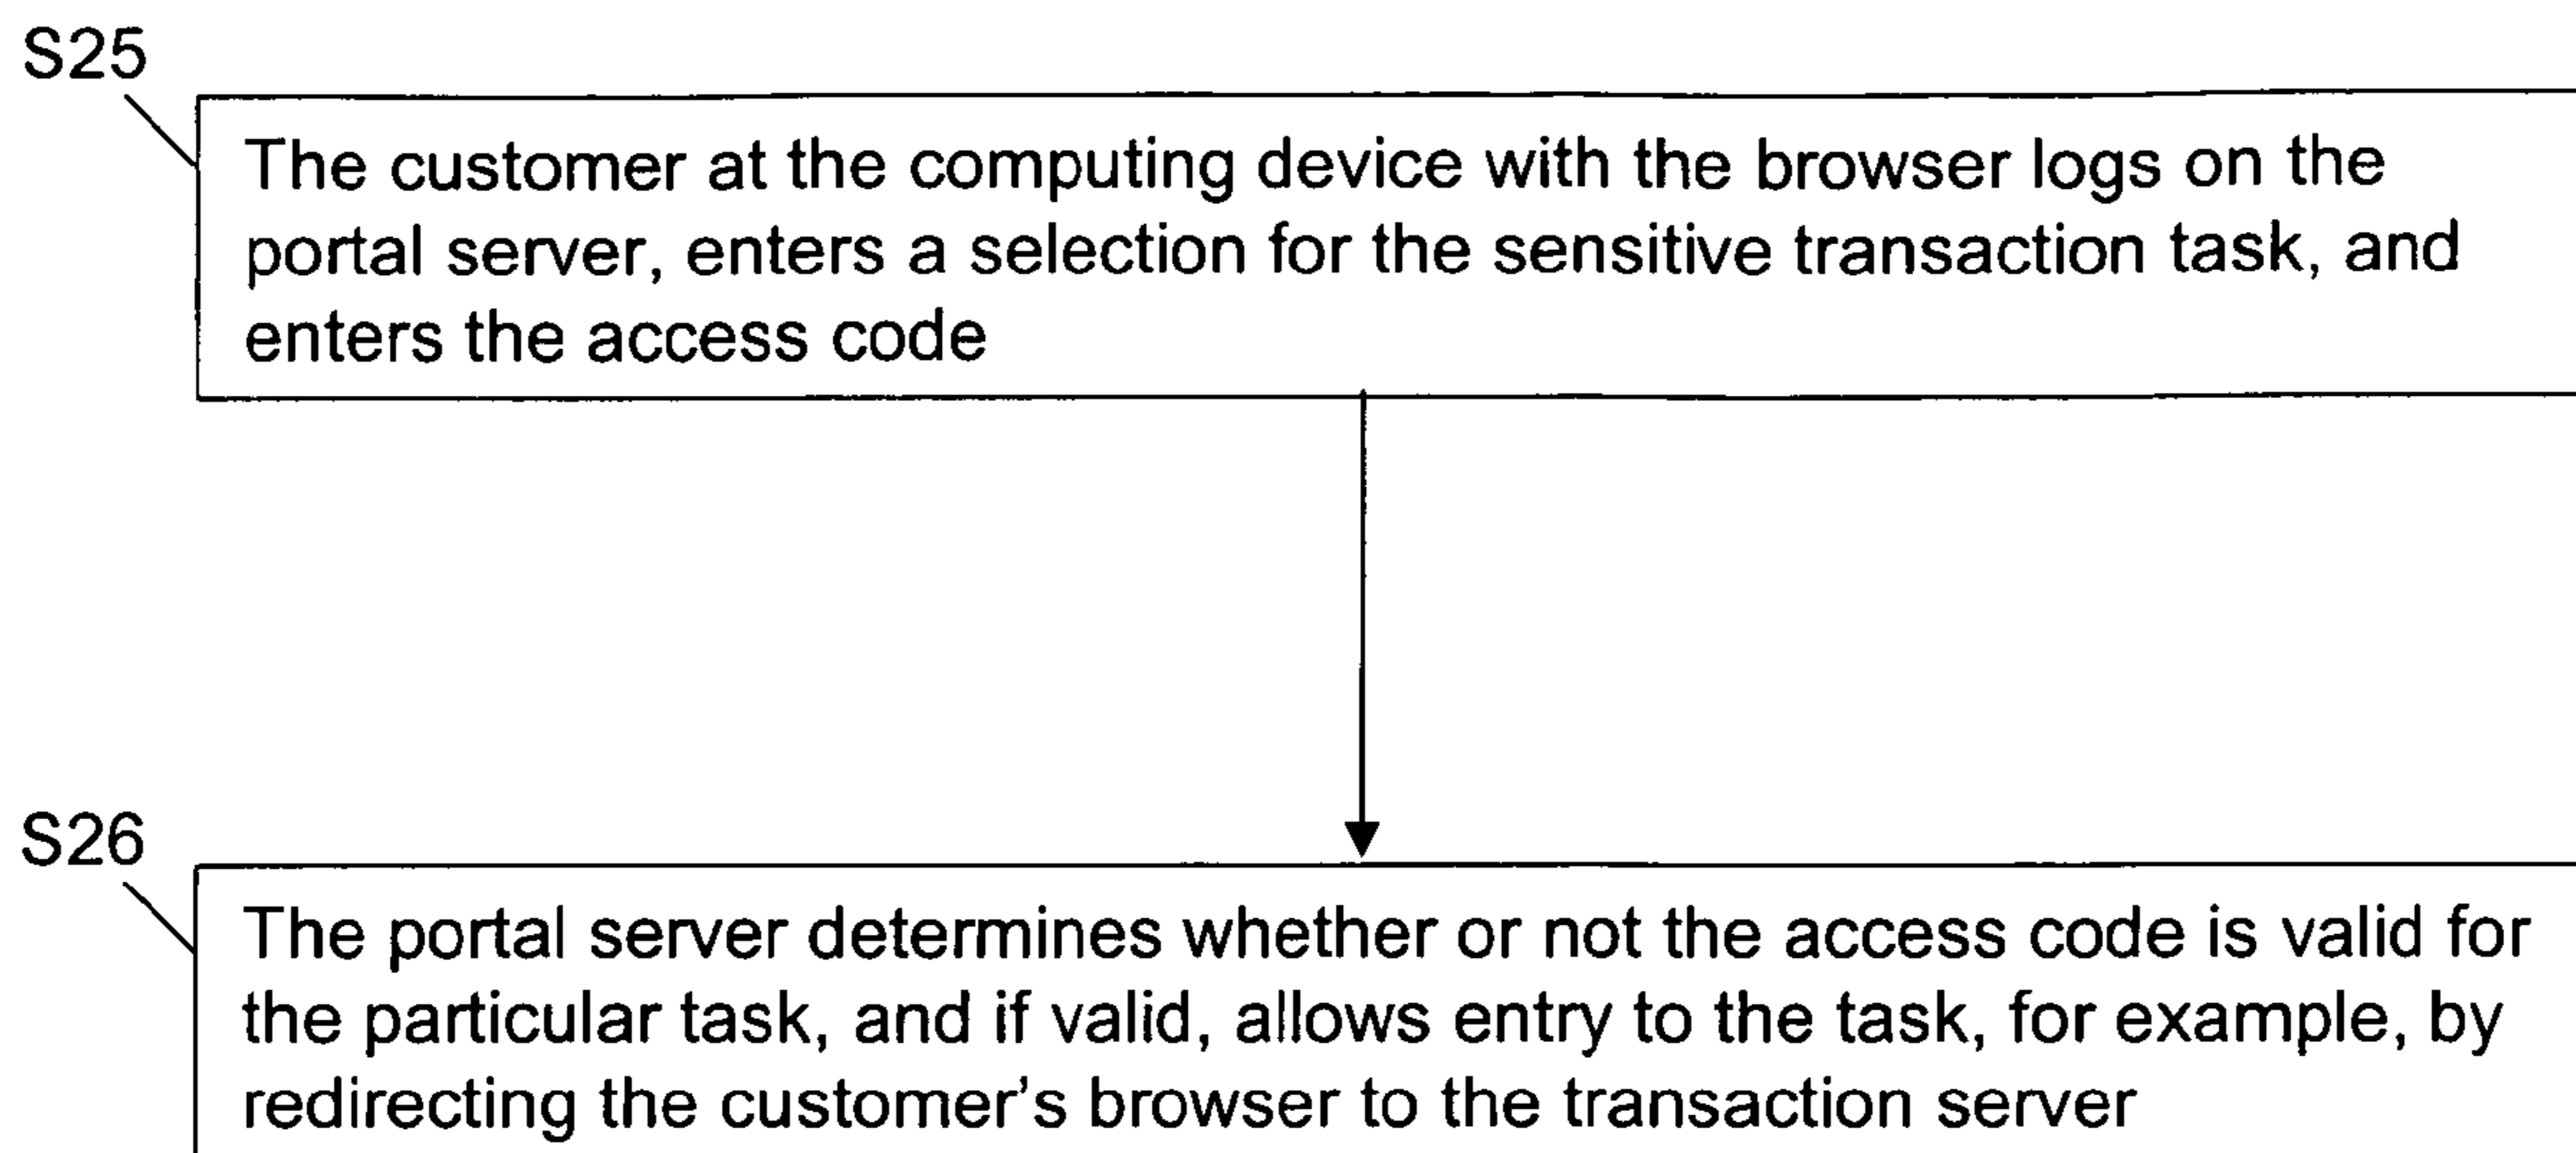 S25
The customer at the computing device with the browser logs on the
portal server, enters a selection for the sensitive transaction task, and
enters the access code
S26
The portal server determines whether or not the access code is valid for
the particular task, and if valid, allows entry to the task, for example, by
redirecting the customer's browser to the transaction server